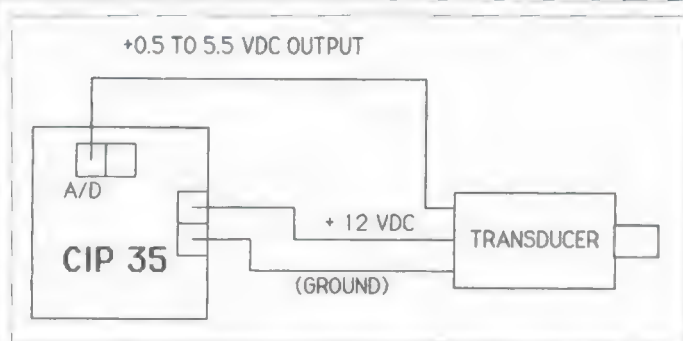 +0.5 TO 5.5 VDC OUTPUT
A/D
+ 12 VDC
TRANSDUCER
CIP 35
(GROUND)